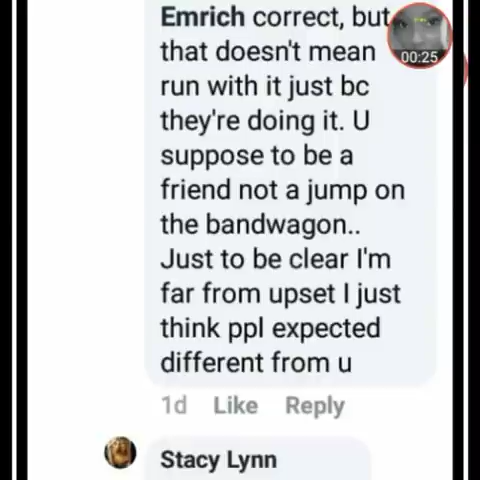 Emrich correct, but
00:25
that doesn't mean
run with it just bc
they're doing it. U
suppose to be a
friend not a jump on
the bandwagon..
Just to be clear I'm
far from upset I just
think ppl expected
different from u
1d Like Reply
Stacy Lynn